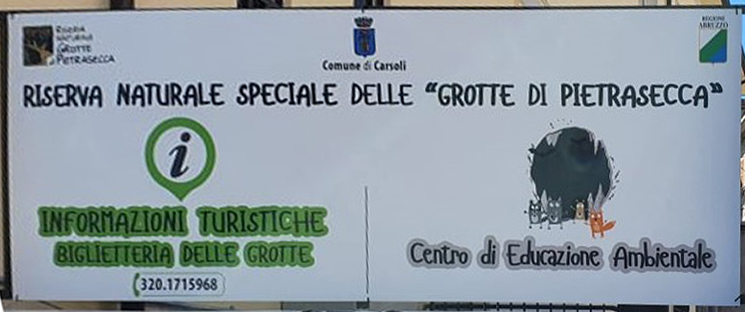 RISERVA
NATURALE
GROTTE
DI PIETRASECCA
Comune di Carsoli
REGIONE
ABRUZZO
RISERVA NATURALE SPECIALE DELLE "GROTTE DI PIETRASECCA"
i
INFORMAZIONI TURISTICHE
BIGLIETTERIA DELLE GROTTE
320.1715968
Centro di Educazione Ambientale